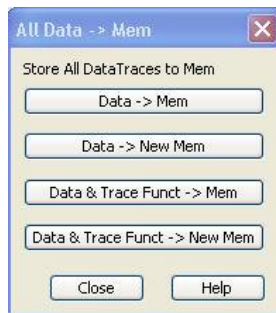 All Data -> Mem
Store All DataTraces to Mem
Data -> Mem
Data -> New Mem
Data & Trace Funct -> Mem
Data & Trace Funct -> New Mem
Close Help